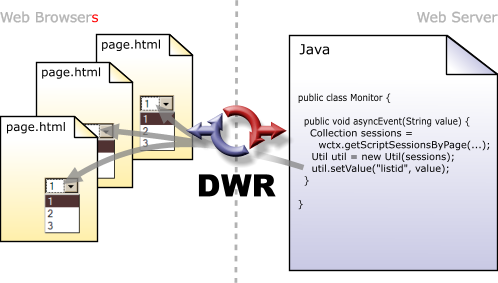 Web Browsers
Web Server
page.html
page.html
page.html
1
1
2
3
1
1
2
3
1
DWR
Java
public class Monitor {
public void asyncEvent(String value) {
Collection sessions =
wctx.getScriptSessionsByPage(...);
Util util = new Util(sessions);
util.setValue("listid", value);
}
}